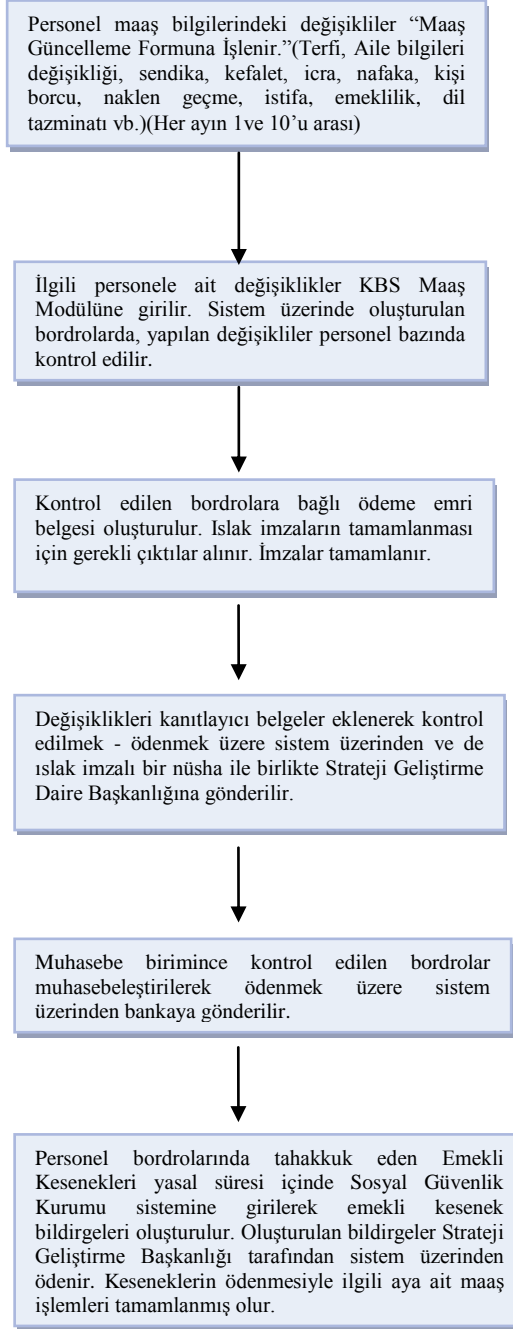 Personel maaş bilgilerindeki değişikliler “Maaş
Güncelleme Formuna İşlenir.”(Terfi, Aile bilgileri
değişikliği, sendika, kefalet, icra, nafaka, kişi
borcu, naklen geçme, istifa, emeklilik, dil
tazminatı vb.)(Her ayın 1ve 10’u arası)
İlgili personele ait değişiklikler KBS Maaş
Modülüne girilir. Sistem üzerinde oluşturulan
bordrolarda, yapılan değişikliler personel bazında
kontrol edilir.
Kontrol edilen bordrolara bağlı ödeme emri
belgesi oluşturulur. Islak imzaların tamamlanması
için gerekli çıktılar alınır. İmzalar tamamlanır.
Değişiklikleri kanıtlayıcı belgeler eklenerek kontrol
edilmek - ödenmek üzere sistem üzerinden ve de
ıslak imzalı bir nüsha ile birlikte Strateji Geliştirme
Daire Başkanlığına gönderilir.
Muhasebe birimince kontrol edilen bordrolar
muhasebeleştirilerek ödenmek üzere sistem
üzerinden bankaya gönderilir.
Personel bordrolarında tahakkuk eden Emekli
Kesenekleri yasal süresi içinde Sosyal Güvenlik
Kurumu sistemine girilerek emekli kesenek
bildirgeleri oluşturulur. Oluşturulan bildirgeler Strateji
Geliştirme Başkanlığı tarafından sistem üzerinden
ödenir. Keseneklerin ödenmesiyle ilgili aya ait maaş
işlemleri tamamlanmış olur.